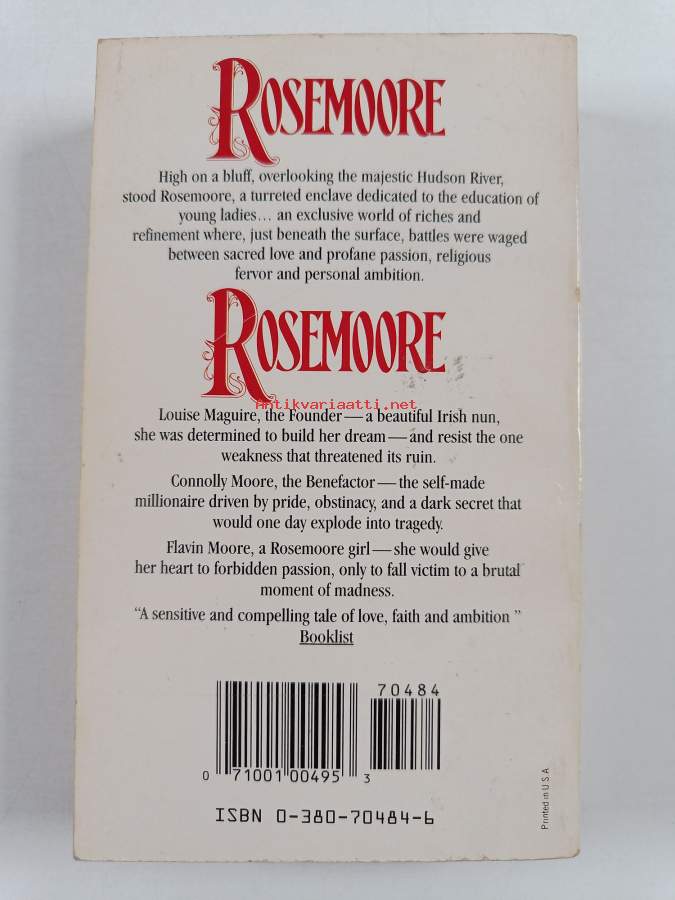 ROSEMOORE
High on a bluff, overlooking the majestic Hudson River,
stood Rosemoore, a turreted enclave dedicated to the education of
young ladies... an exclusive world of riches and
refinement where, just beneath the surface, battles were waged
between sacred love and profane passion, religious
fervor and personal ambition.
ROSEMOORE
Antikvariaatti.net
Louise Maguire, the Founder—a beautiful Irish nun,
she was determined to build her dream—and resist the one
weakness that threatened its ruin.
Connolly Moore, the Benefactor—the self-made
millionaire driven by pride, obstinacy, and a dark secret that
would one day explode into tragedy.
Flavin Moore, a Rosemoore girl—she would give
her heart to forbidden passion, only to fall victim to a brutal
moment of madness.
"A sensitive and compelling tale of love, faith and ambition"
Booklist
70484
0 71001 00495 3
ISBN 0-380-70484-6
Printed in U.S.A